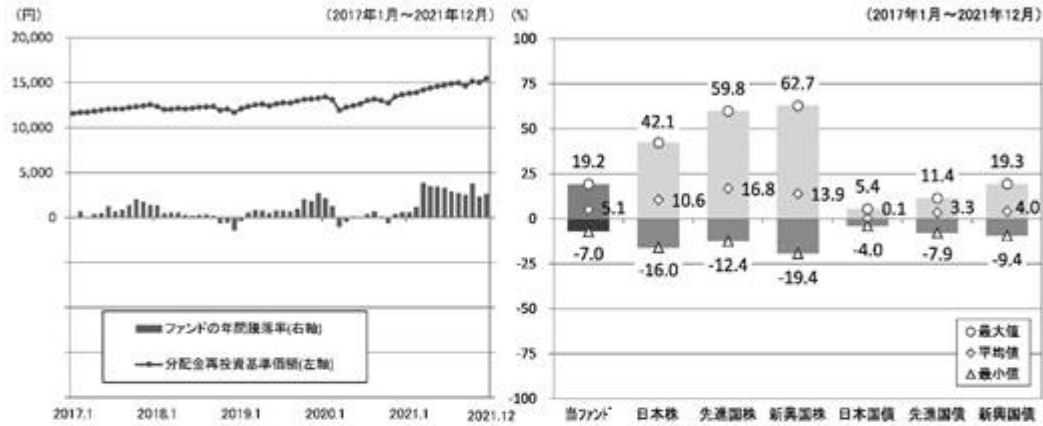 (円)
(2017年1月～2021年12月)
20,000
15,000
10,000
5,000
0
ファンドの年間騰落率(右軸)
分配金再投資基準価額(左軸)
2017.1
2018.1
2019.1
2020.1
2021.1
2021.12
(%)
(2017年1月～2021年12月)
100
75
50
25
0
-25
-50
-75
-100
19.2
5.1
-7.0
42.1
10.6
-16.0
59.8
16.8
-12.4
62.7
13.9
-19.4
5.4
0.1
-4.0
11.4
3.3
-7.9
19.3
4.0
-9.4
最大値
平均値
最小値
当ファンド
日本株
先進国株
新興国株
日本国債
先進国債
新興国債